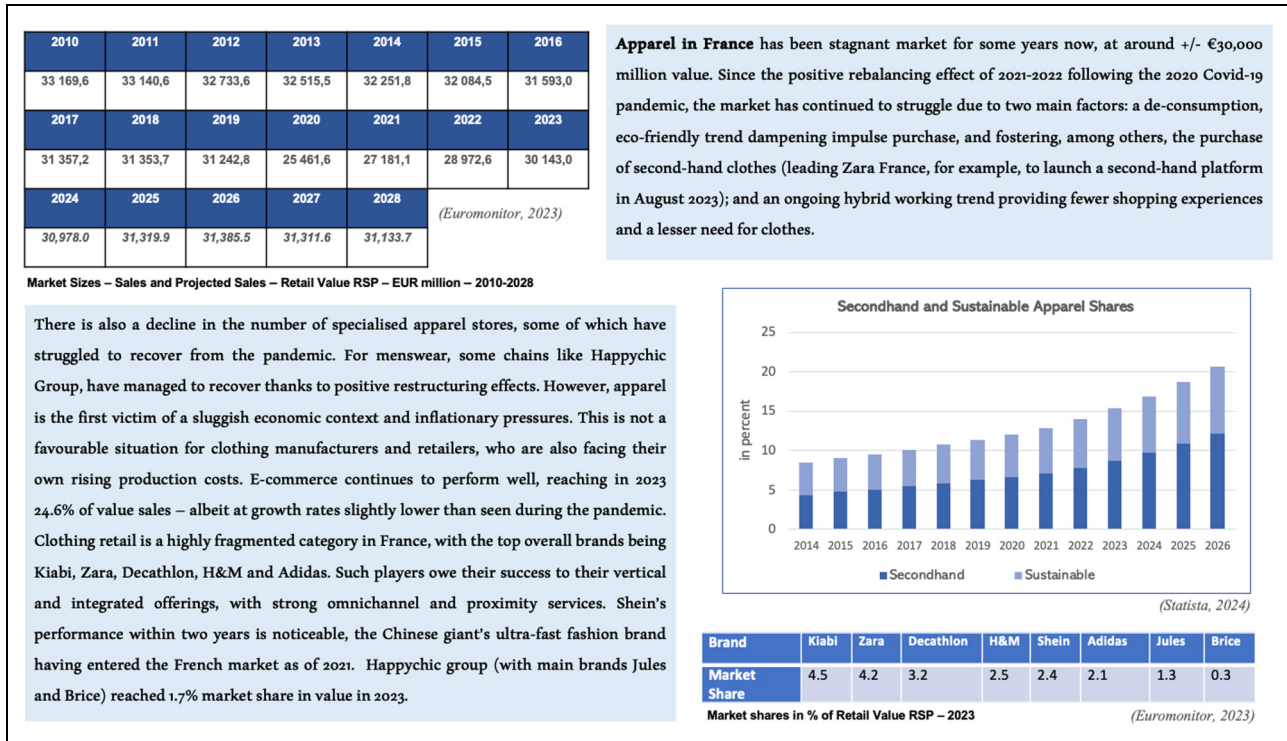 2010 2011 2012 2013 2014 2015 2016
33 169,6 33 140,6 32 733,6 32 515,5 32 251,8 32 084,5 31 593,0
2017 2018 2019 2020 2021 2022 2023
31 357,2 31 353,7 31 242,8 25 461,6 27 181,1 28 972,6 30 143,0
2024 2025 2026 2027 2028
30,978.0 31,319.9 31,385.5 31,311.6 31,133.7
(Euromonitor, 2023)
Market Sizes – Sales and Projected Sales – Retail Value RSP – EUR million – 2010-2028
Apparel in France has been stagnant market for some years now, at around +/- €30,000
million value. Since the positive rebalancing effect of 2021-2022 following the 2020 Covid-19
pandemic, the market has continued to struggle due to two main factors: a de-consumption,
eco-friendly trend dampening impulse purchase, and fostering, among others, the purchase
of second-hand clothes (leading Zara France, for example, to launch a second-hand platform
in August 2023); and an ongoing hybrid working trend providing fewer shopping experiences
and a lesser need for clothes.
There is also a decline in the number of specialised apparel stores, some of which have
struggled to recover from the pandemic. For menswear, some chains like Happychic
Group, have managed to recover thanks to positive restructuring effects. However, apparel
is the first victim of a sluggish economic context and inflationary pressures. This is not a
favourable situation for clothing manufacturers and retailers, who are also facing their
own rising production costs. E-commerce continues to perform well, reaching in 2023
24.6% of value sales – albeit at growth rates slightly lower than seen during the pandemic.
Clothing retail is a highly fragmented category in France, with the top overall brands being
Kiabi, Zara, Decathlon, H&M and Adidas. Such players owe their success to their vertical
and integrated offerings, with strong omnichannel and proximity services. Shein's
performance within two years is noticeable, the Chinese giant's ultra-fast fashion brand
having entered the French market as of 2021. Happychic group (with main brands Jules
and Brice) reached 1.7% market share in value in 2023.
Secondhand and Sustainable Apparel Shares
in percent
25
20
15
10
5
0
2014 2015 2016 2017 2018 2019 2020 2021 2022 2023 2024 2025 2026
Secondhand Sustainable
(Statista, 2024)
Brand Kiabi Zara Decathlon H&M Shein Adidas Jules Brice
Market Share 4.5 4.2 3.2 2.5 2.4 2.1 1.3 0.3
Market shares in % of Retail Value RSP – 2023
(Euromonitor, 2023)